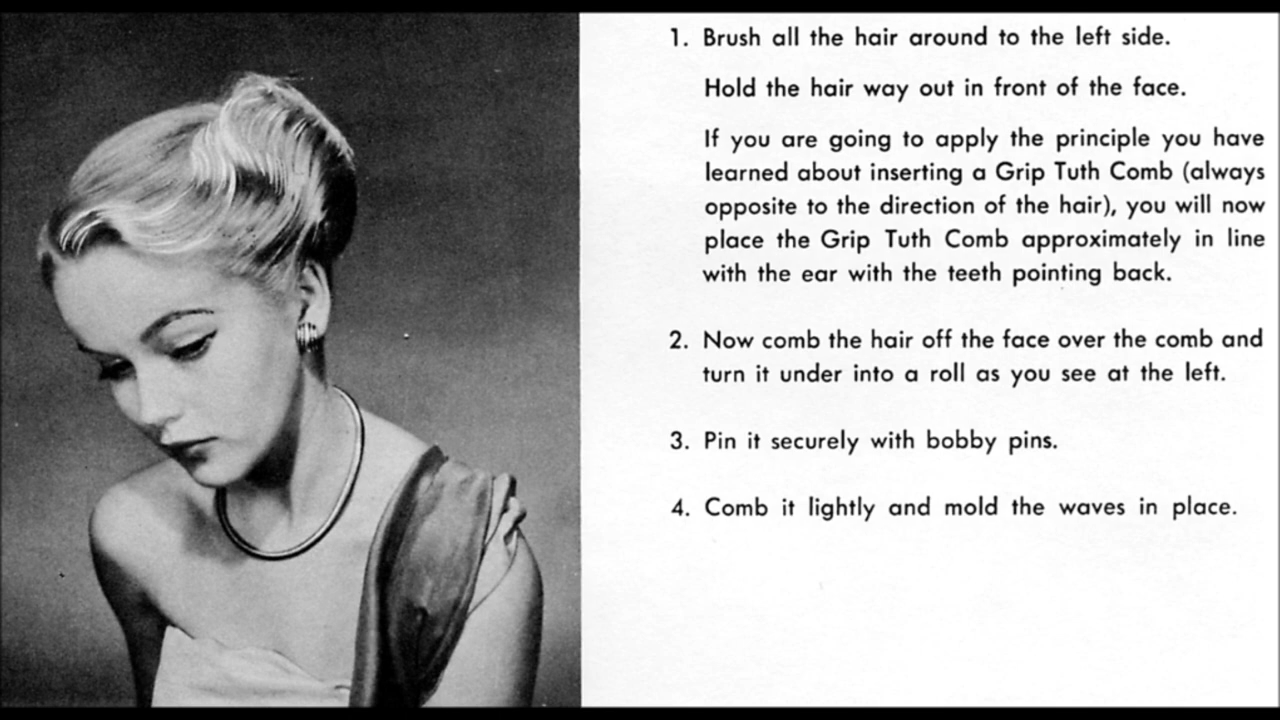 1. Brush all the hair around to the left side.
Hold the hair way out in front of the face.
If you are going to apply the principle you have
learned about inserting a Grip Tuth Comb (always
opposite to the direction of the hair), you will now
place the Grip Tuth Comb approximately in line
with the ear with the teeth pointing back.
2. Now comb the hair off the face over the comb and
turn it under into a roll as you see at the left.
3. Pin it securely with bobby pins.
4. Comb it lightly and mold the waves in place.